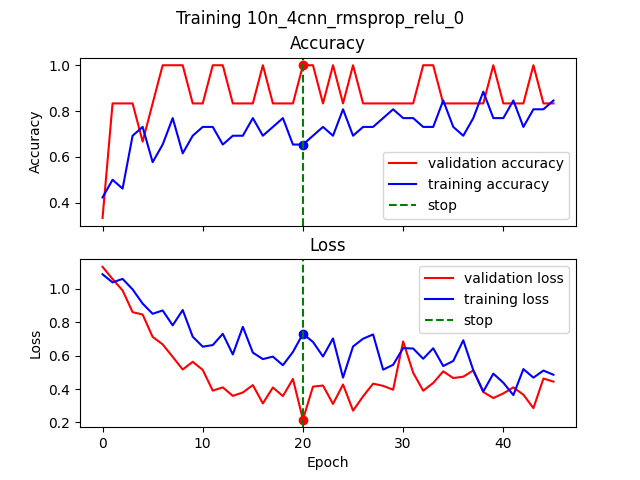 Training 10n_4cnn_rmsprop_relu_0
Accuracy
1.0
0.8
0.6
0.4
Accuracy
validation accuracy
training accuracy
stop
Loss
1.0
0.8
0.6
0.4
0.2
Loss
validation loss
training loss
stop
0 10 20 30 40
Epoch